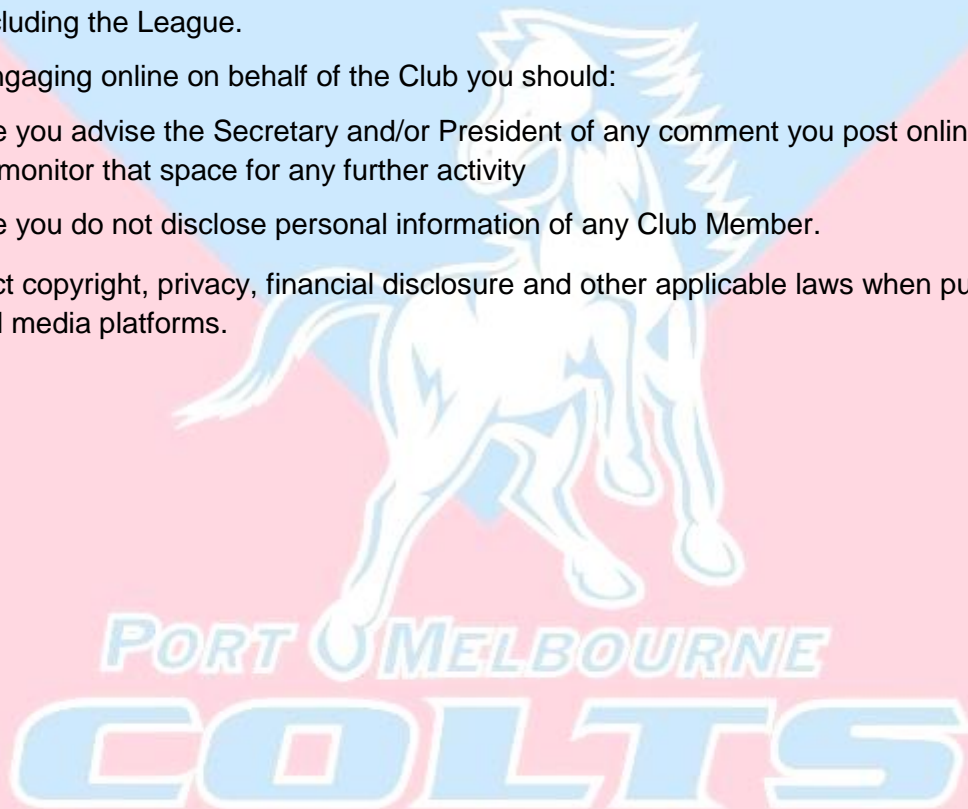 cluding the League.
ngaging online on behalf of the Club you should:
e you advise the Secretary and/or President of any comment you post onlin
monitor that space for any further activity
e you do not disclose personal information of any Club Member.
ct copyright, privacy, financial disclosure and other applicable laws when pu
l media platforms.
PORT MELBOURNE
COLTS